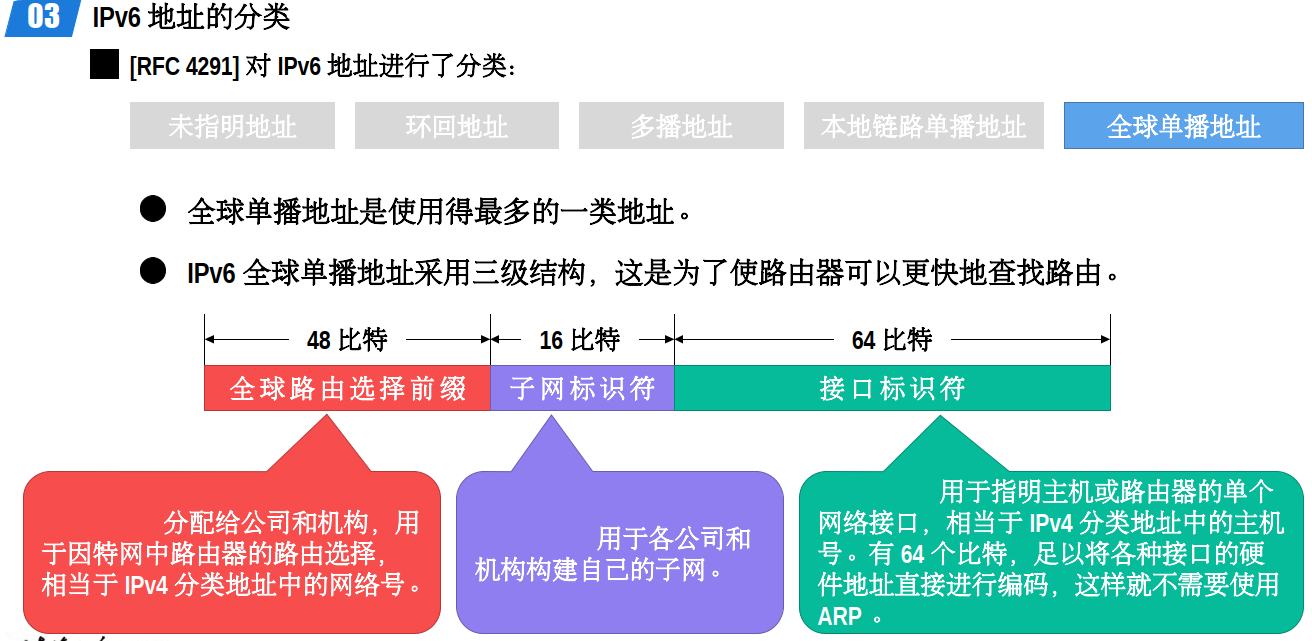 03 IPv6 地址的分类
[RFC 4291] 对 IPv6 地址进行了分类：
未指明地址 环回地址 多播地址 本地链路单播地址 全球单播地址
全球单播地址是使用得最多的一类地址。
IPv6 全球单播地址采用三级结构，这是为了使路由器可以更快地查找路由。
48 比特 16 比特 64 比特
全球路由选择前缀 子网标识符 接口标识符
分配给公司和机构，用
于因特网中路由器的路由选择，
相当于 IPv4 分类地址中的网络号。
用于各公司和
机构构建自己的子网。
用于指明主机或路由器的单个
网络接口，相当于 IPv4 分类地址中的主机
号。有 64 个比特，足以将各种接口的硬
件地址直接进行编码，这样就不需要使用
ARP 。